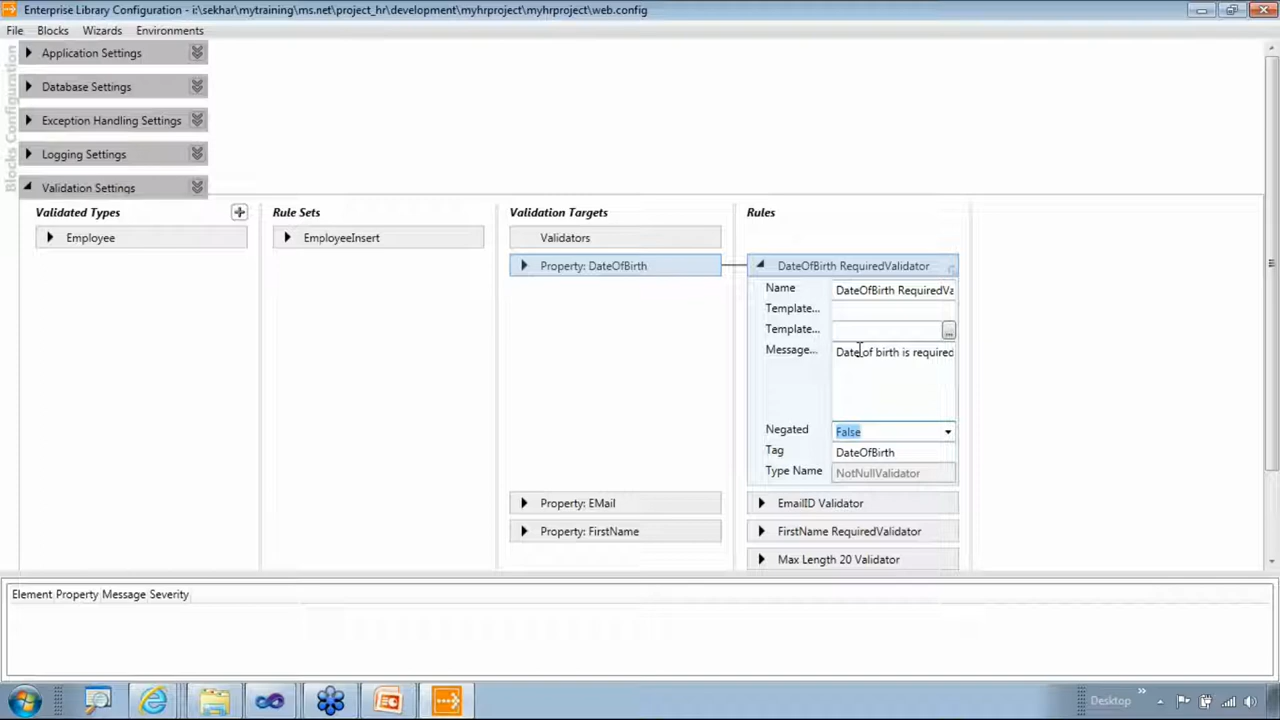 Enterprise Library Configuration - i:\sekhar\mytraining\ms.net\project_hr\development\myhrproject\myhrproject\web.config
File Blocks Wizards Environments
Blocks Configuration
Application Settings
Database Settings
Exception Handling Settings
Logging Settings
Validation Settings
Validated Types
Rule Sets
Validation Targets
Rules
Employee
EmployeeInsert
Validators
Property: DateOfBirth
DateOfBirth RequiredValidator
Name
DateOfBirth RequiredVa
Template...
Template...
...
Message...
Date of birth is required
Negated
False
Tag
DateOfBirth
Type Name
NotNullValidator
Property: EMail
EmailID Validator
Property: FirstName
FirstName RequiredValidator
Max Length 20 Validator
Element Property Message Severity
Desktop